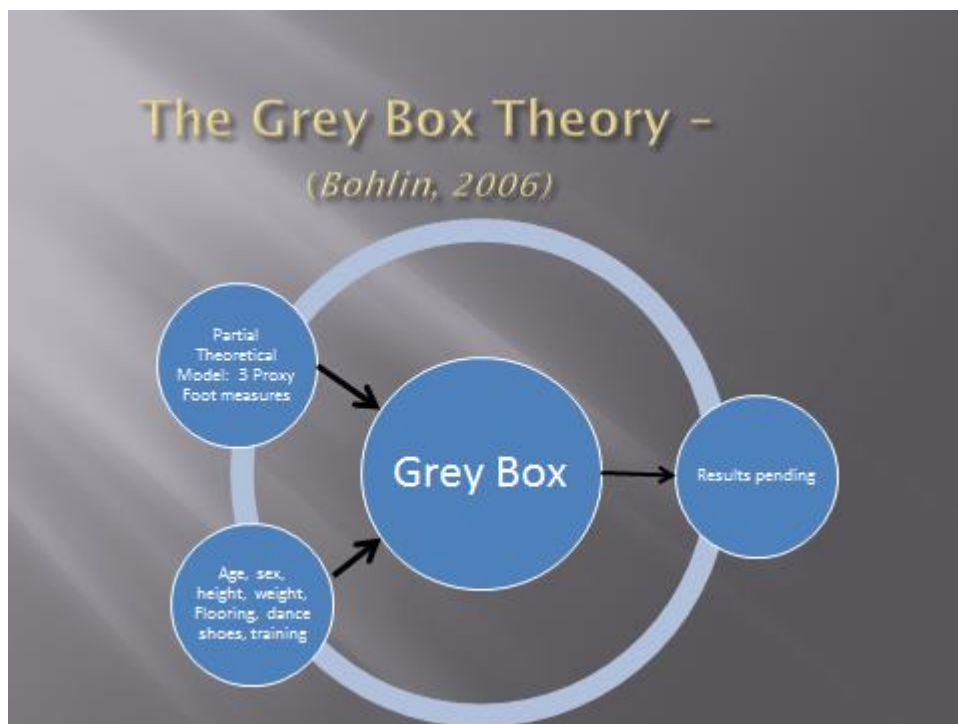 The Grey Box Theory –
(Bohlin, 2006)
Partial
Theoretical
Model: 3 Proxy
Foot measures
Grey Box
Results pending
Age, sex,
height, weight,
Flooring, dance
shoes, training